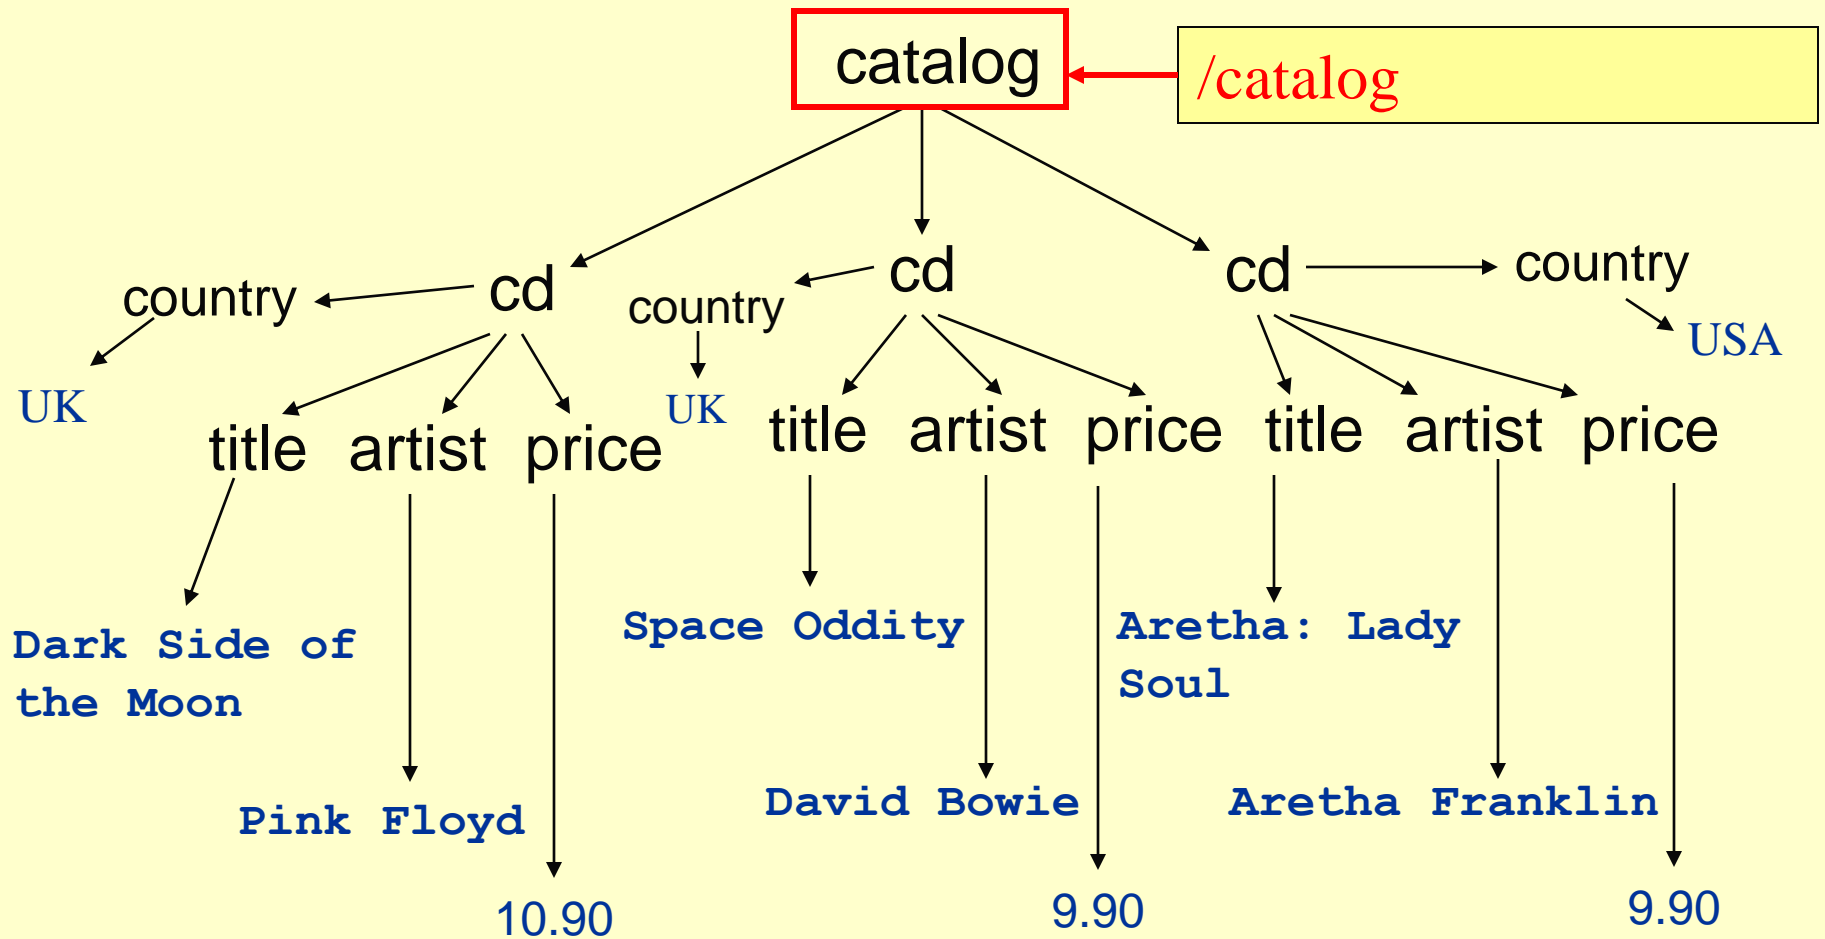 catalog
/catalog
country
cd
country
cd
cd
country
UK
UK
USA
title artist price
title artist price
title artist price
Dark Side of
the Moon
Space Oddity
Aretha: Lady
Soul
Pink Floyd
David Bowie
Aretha Franklin
10.90
9.90
9.90